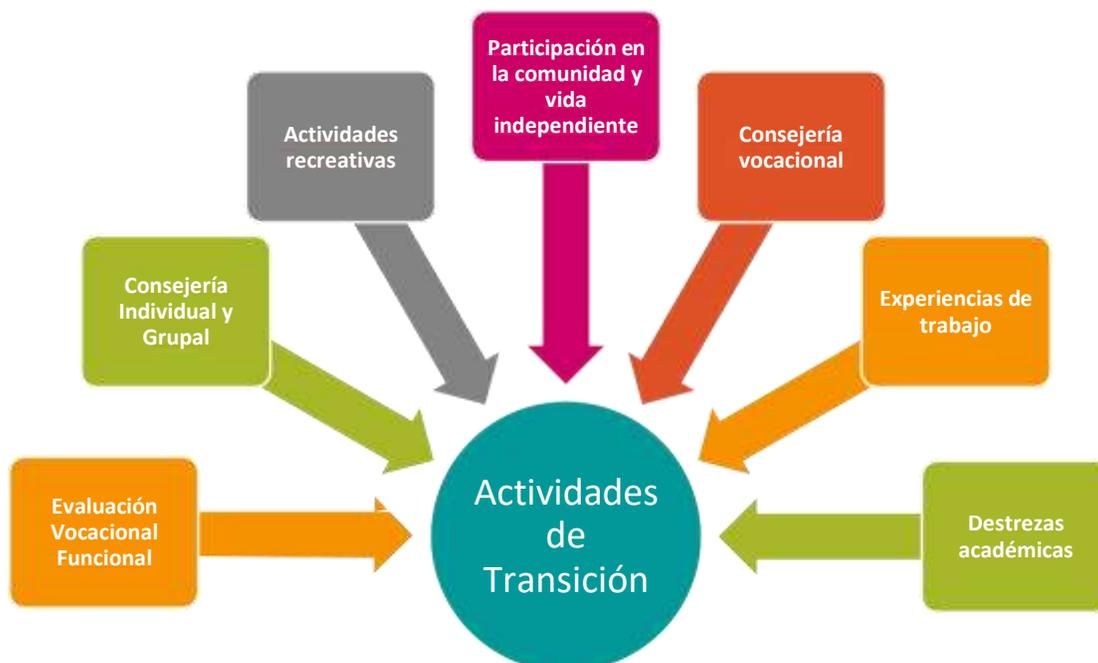 Participación en
la comunidad y
vida
independiente
Actividades
recreativas
Consejería
vocacional
Consejería
Individual y
Grupal
Experiencias de
trabajo
Evaluación
Vocacional
Funcional
Actividades
de
Transición
Destrezas
académicas